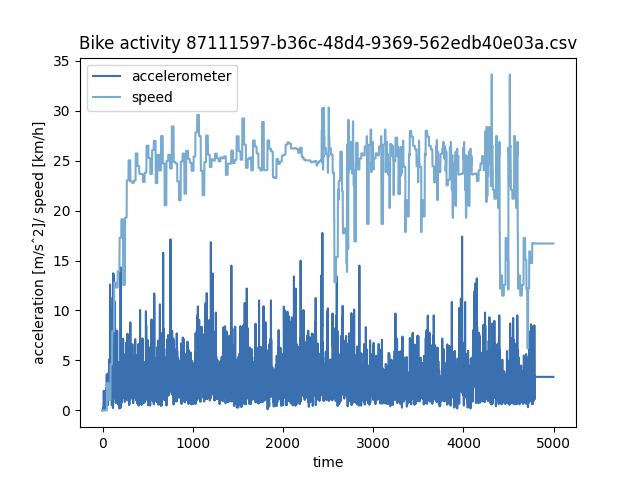 Bike activity 87111597-b36c-48d4-9369-562edb40e03a.csv
accelerometer
speed
acceleration [m/s^2]/ speed [km/h]
35
30
25
20
15
10
5
0
0 1000 2000 3000 4000 5000
time